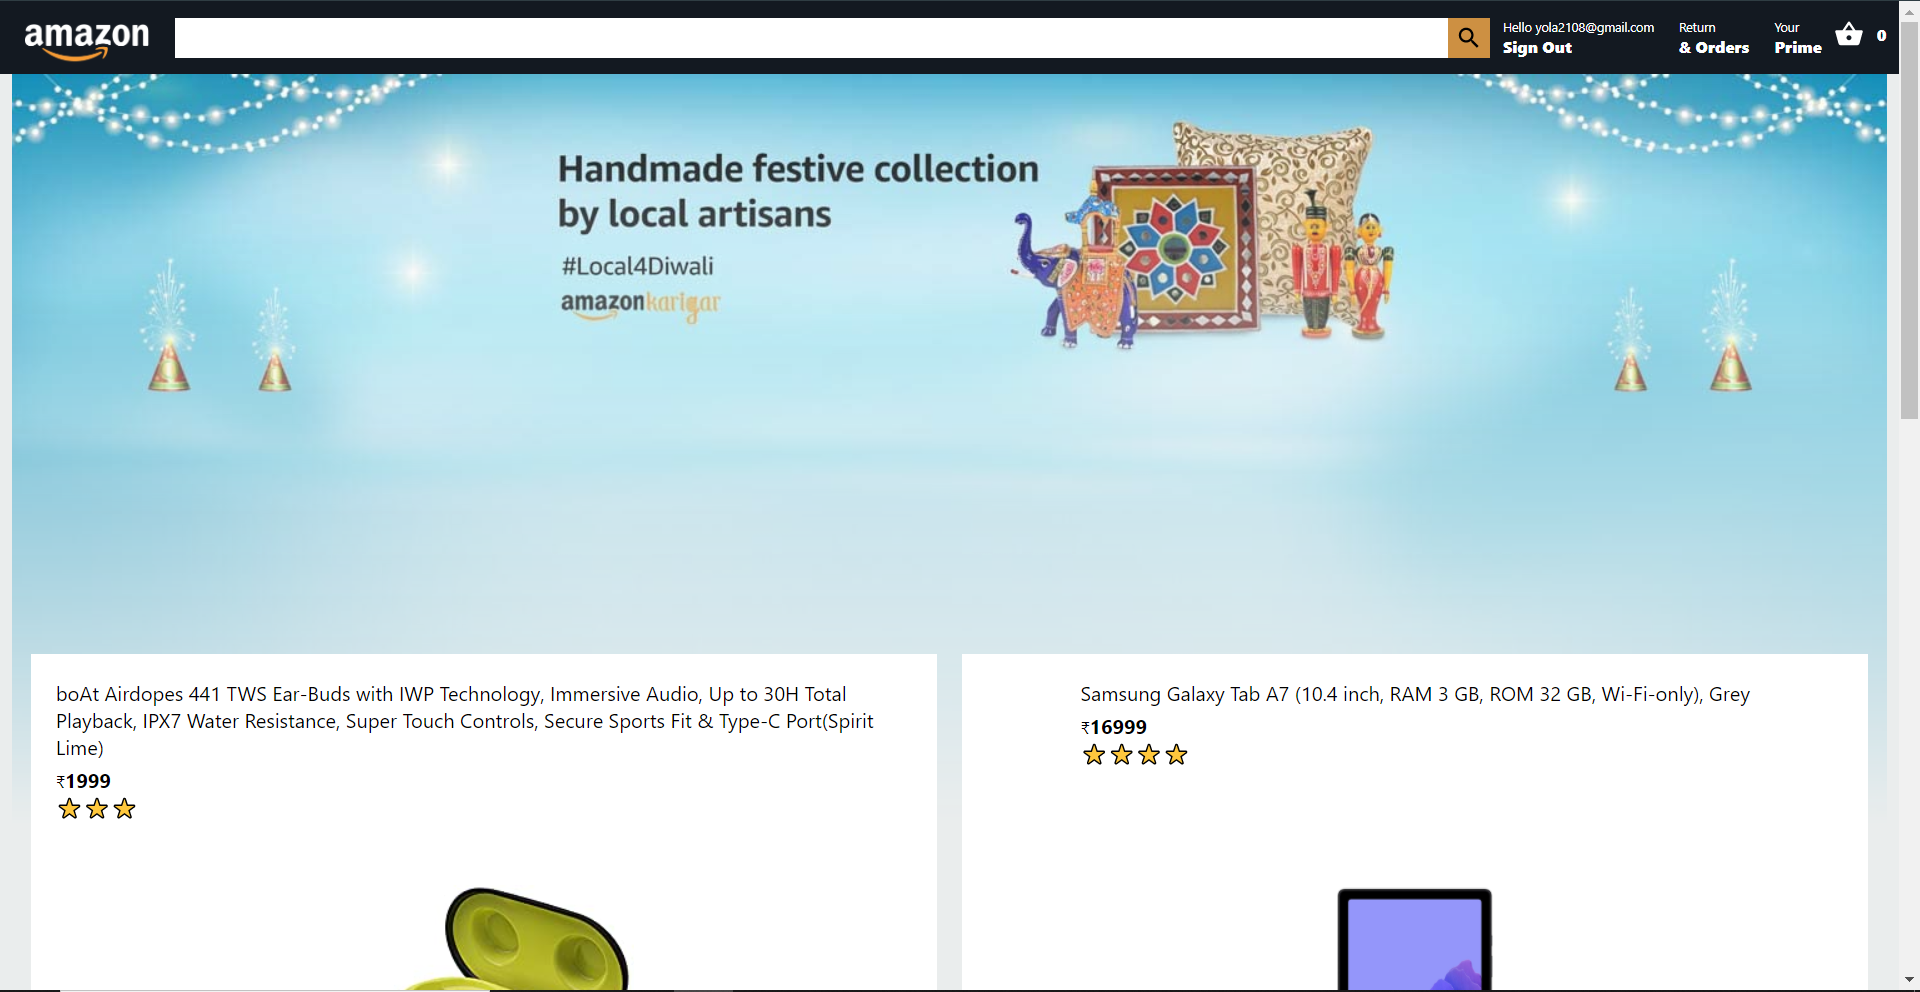 amazon
Hello yola2108@gmail.com
Sign Out
Return
& Orders
Your
Prime
0
Handmade festive collection
by local artisans
#Local4Diwali
amazonkarigar
boAt Airdopes 441 TWS Ear-Buds with IWP Technology, Immersive Audio, Up to 30H Total
Playback, IPX7 Water Resistance, Super Touch Controls, Secure Sports Fit & Type-C Port(Spirit
Lime)
₹1999
Samsung Galaxy Tab A7 (10.4 inch, RAM 3 GB, ROM 32 GB, Wi-Fi-only), Grey
₹16999